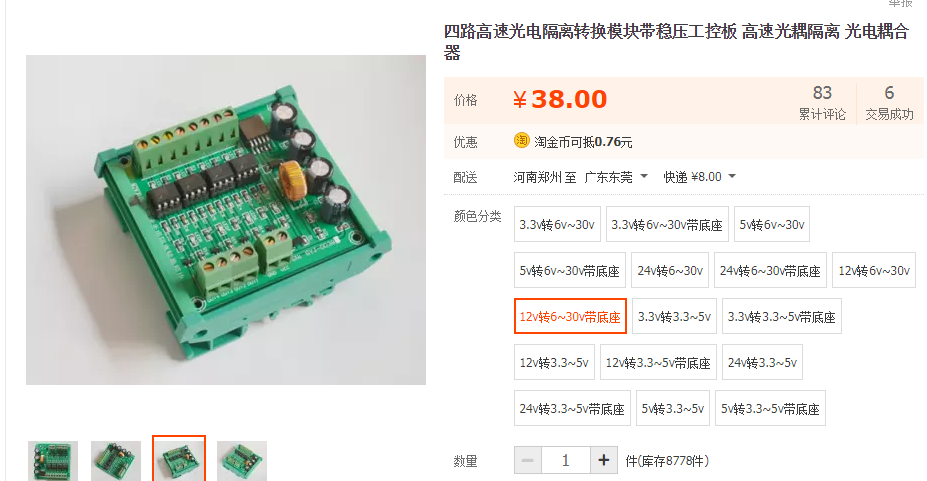 举报
四路高速光电隔离转换模块带稳压工控板 高速光耦隔离 光电耦合
器
价格
¥ 38.00
83
累计评论
6
交易成功
优惠
淘 淘金币可抵0.76元
配送
河南郑州 至 广东东莞 快递 ¥8.00
颜色分类
3.3v转6v~30v
3.3v转6v~30v带底座
5v转6v~30v
5v转6v~30v带底座
24v转6~30v
24v转6~30v带底座
12v转6v~30v
12v转6~30v带底座
3.3v转3.3~5v
3.3v转3.3~5v带底座
12v转3.3~5v
12v转3.3~5v带底座
24v转3.3~5v
24v转3.3~5v带底座
5v转3.3~5v
5v转3.3~5v带底座
数量
− 1 + 件(库存8778件)